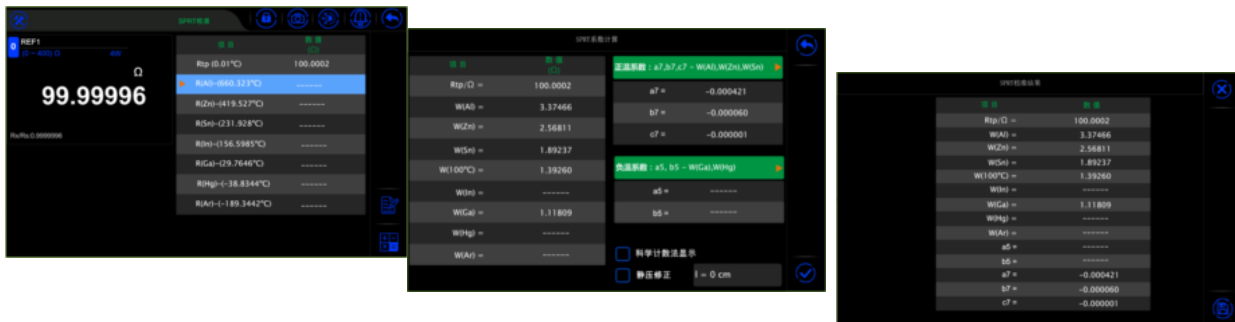 SPRT校准
0 REF1
(0 ~ 400) Ω 4W
Ω
99.99996
Rx/Rs:0.9999996
项目 数值
(Ω)
Rtp (0.01℃) 100.0002
R(Al)-(660.323℃) ------
R(Zn)-(419.527℃) ------
R(Sn)-(231.928℃) ------
R(In)-(156.5985℃) ------
R(Ga)-(29.7646℃) ------
R(Hg)-(-38.8344℃) ------
R(Ar)-(-189.3442℃) ------
SPRT系数计算
项目 数值
(Ω)
Rtp/Ω = 100.0002
W(Al) = 3.37466
W(Zn) = 2.56811
W(Sn) = 1.89237
W(100℃) = 1.39260
W(In) = ------
W(Ga) = 1.11809
W(Hg) = ------
W(Ar) = ------
正温系数：a7,b7,c7 - W(Al),W(Zn),W(Sn)
a7 = -0.000421
b7 = -0.000060
c7 = -0.000001
负温系数：a5, b5 - W(Ga),W(Hg)
a5 = ------
b5 = ------
科学计数法显示
静压修正 l = 0 cm
SPRT校准结果
项目 数值
Rtp/Ω = 100.0002
W(Al) = 3.37466
W(Zn) = 2.56811
W(Sn) = 1.89237
W(100℃) = 1.39260
W(In) = ------
W(Ga) = 1.11809
W(Hg) = ------
W(Ar) = ------
a5 = ------
b5 = ------
a7 = -0.000421
b7 = -0.000060
c7 = -0.000001